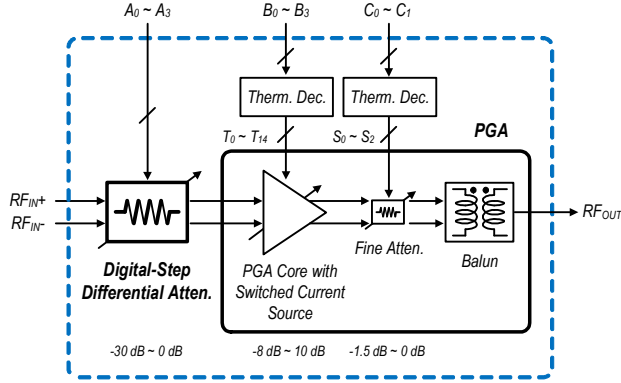 A0 ~ A3
B0 ~ B3
C0 ~ C1
Therm. Dec.
Therm. Dec.
T0 ~ T14
S0 ~ S2
PGA
RFIN+
RFIN-
RFOUT
Digital-Step
Differential Atten.
PGA Core with
Switched Current
Source
Fine Atten.
Balun
-30 dB ~ 0 dB
-8 dB ~ 10 dB
-1.5 dB ~ 0 dB